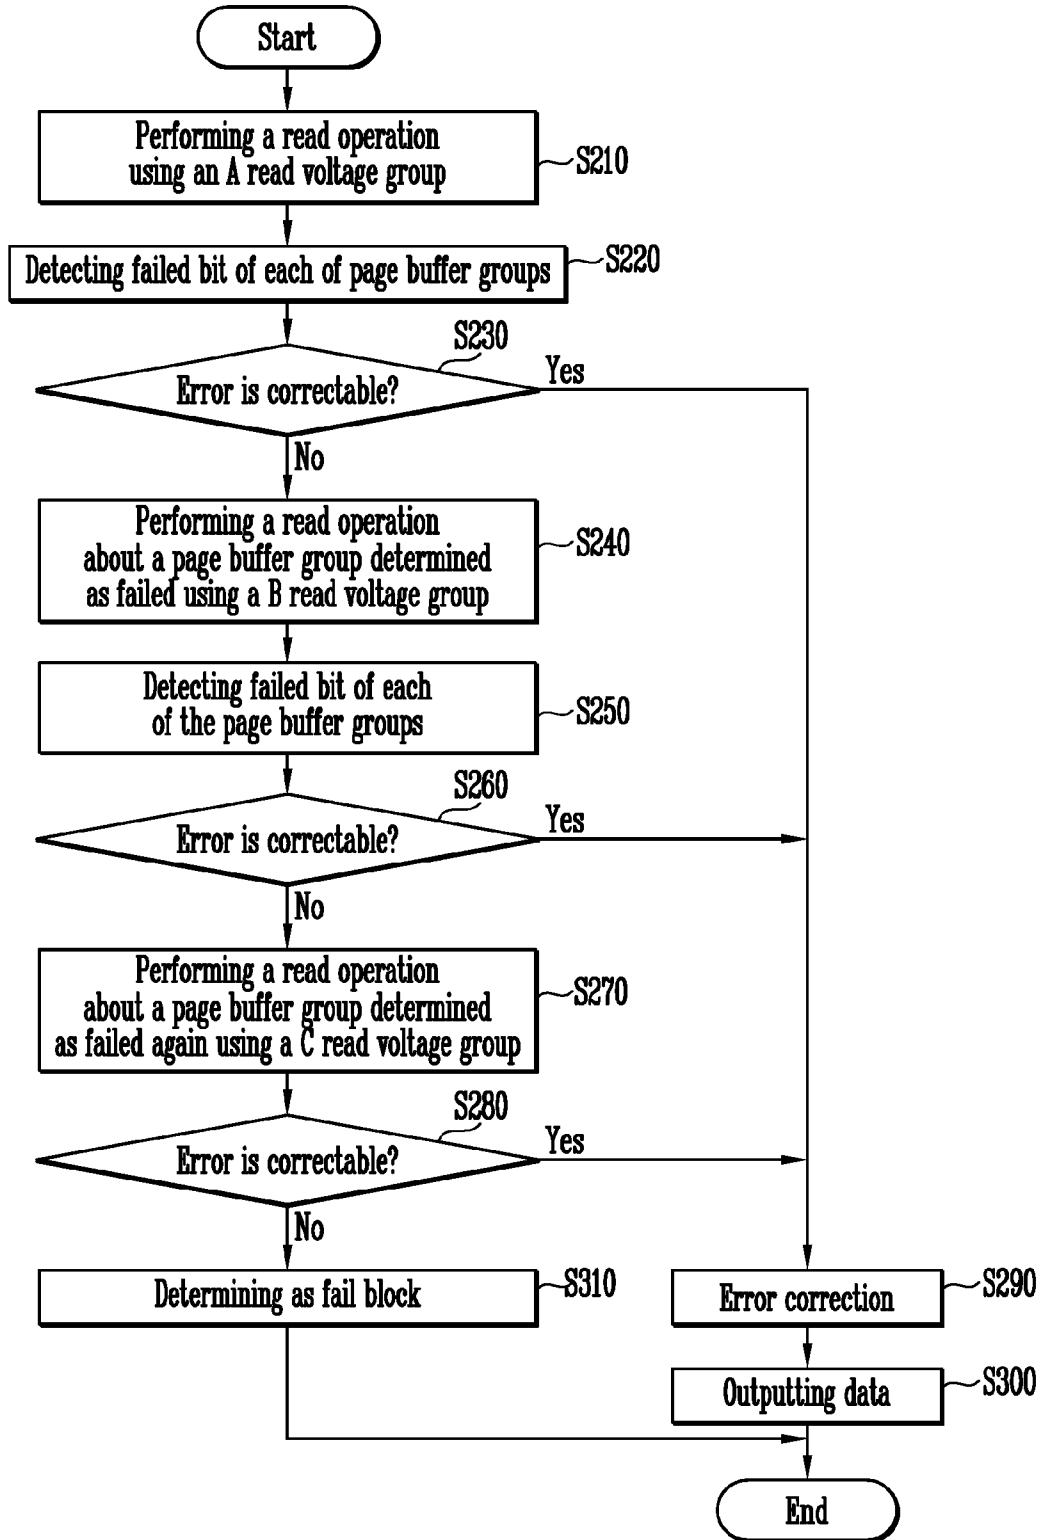 Start
Performing a read operation
using an A read voltage group
S210
Detecting failed bit of each of page buffer groups
S220
S230
Error is correctable?
Yes
No
Performing a read operation
about a page buffer group determined
as failed using a B read voltage group
S240
Detecting failed bit of each
of the page buffer groups
S250
S260
Error is correctable?
Yes
No
Performing a read operation
about a page buffer group determined
as failed again using a C read voltage group
S270
S280
Error is correctable?
Yes
No
Determining as fail block
S310
Error correction
S290
Outputting data
S300
End